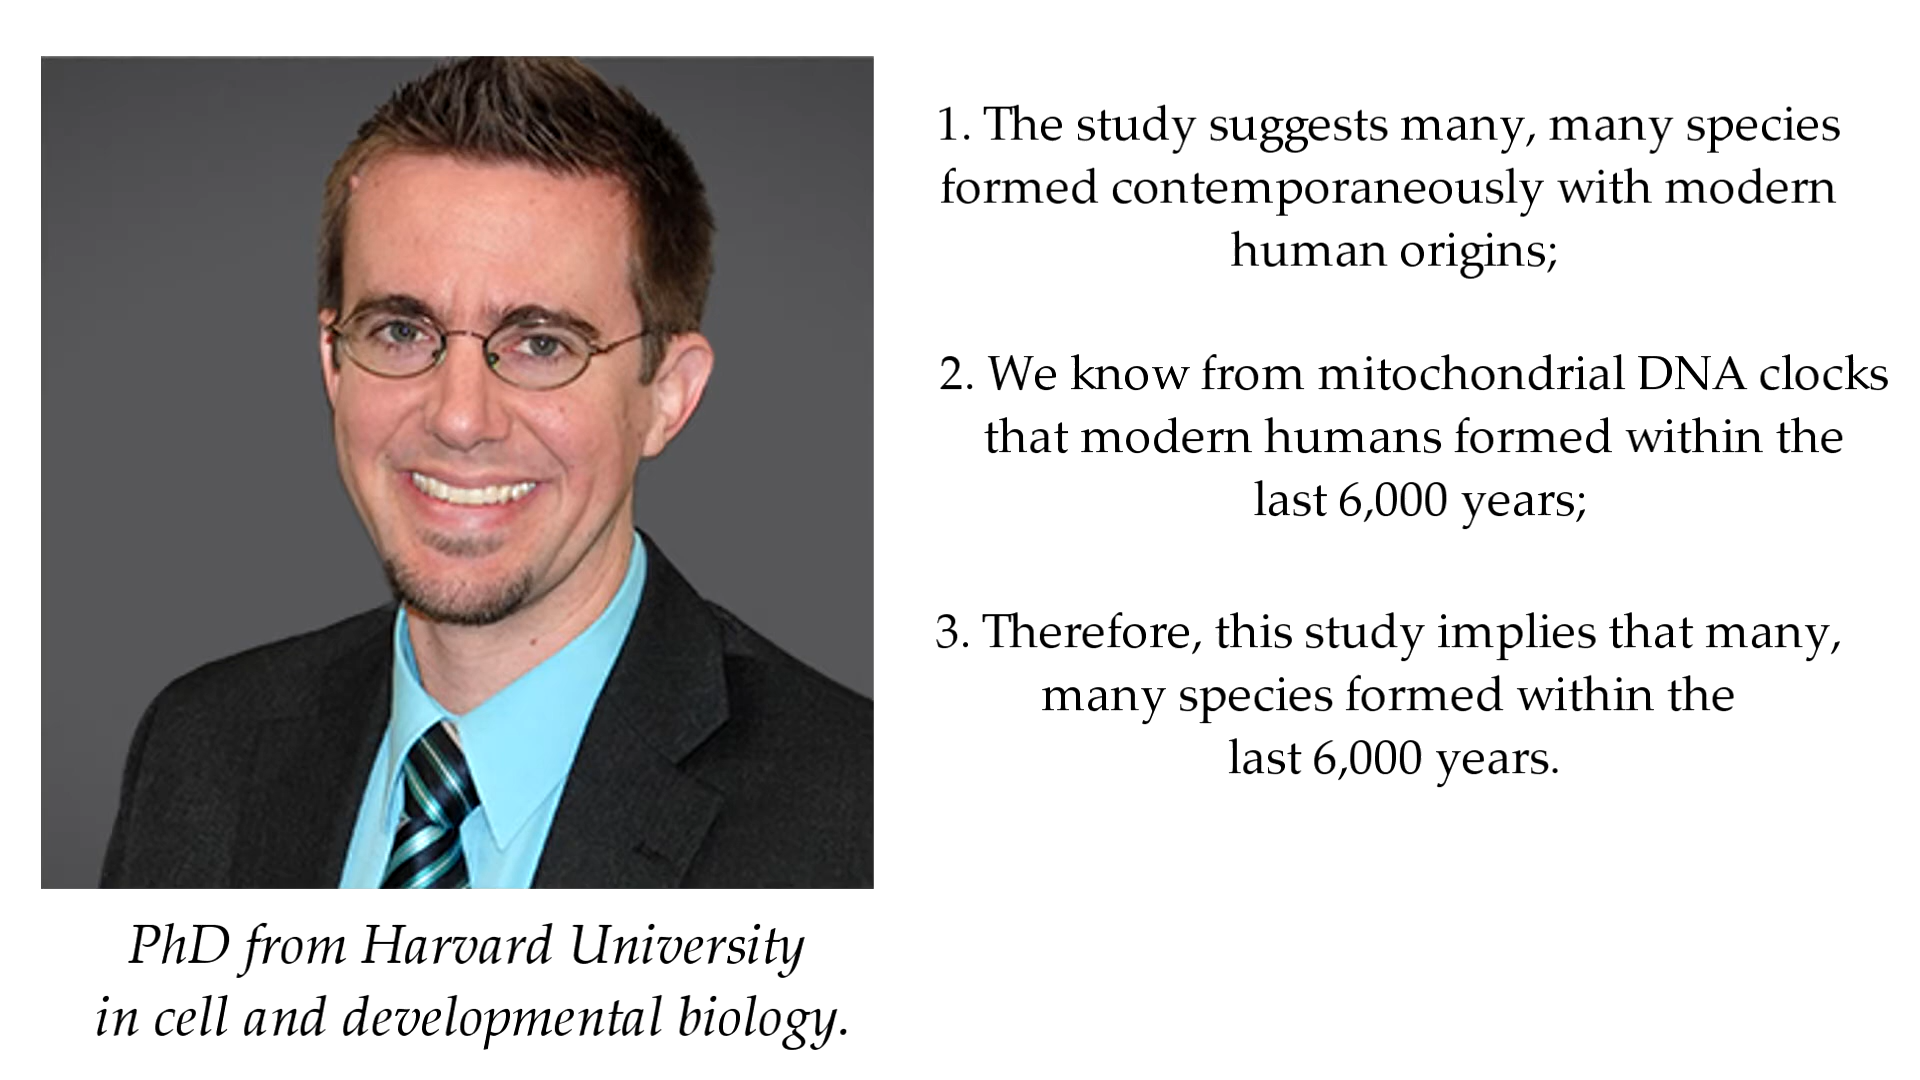 1. The study suggests many, many species
formed contemporaneously with modern
human origins;
2. We know from mitochondrial DNA clocks
that modern humans formed within the
last 6,000 years;
3. Therefore, this study implies that many,
many species formed within the
last 6,000 years.
PhD from Harvard University
in cell and developmental biology.